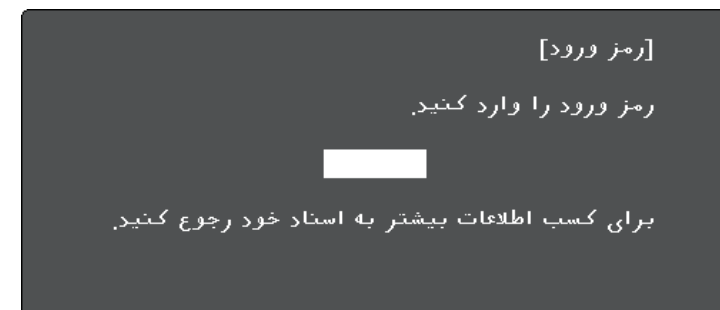 [رمز ورود]
رمز ورود را وارد کنید.
برای کسب اطلاعات بیشتر به اسناد خود رجوع کنید.